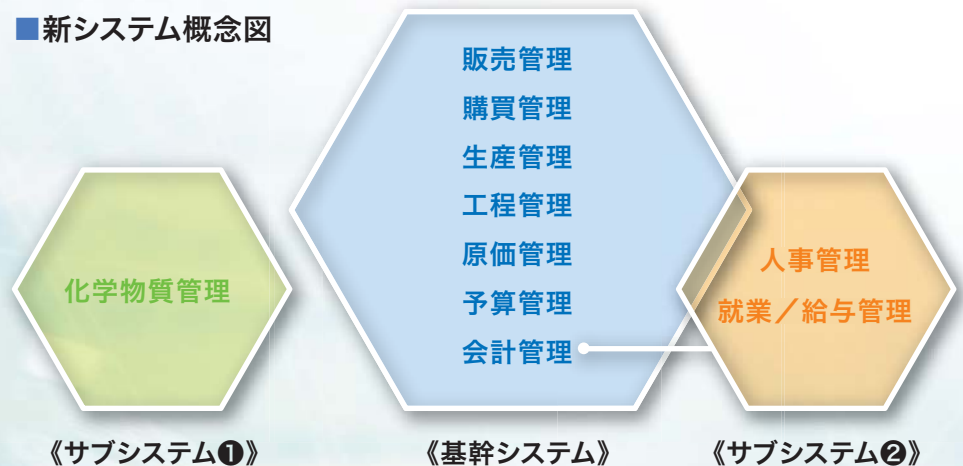 ■新システム概念図
販売管理
購買管理
生産管理
工程管理
原価管理
予算管理
会計管理
化学物質管理
人事管理
就業／給与管理
《サブシステム❶》
《基幹システム》
《サブシステム❷》